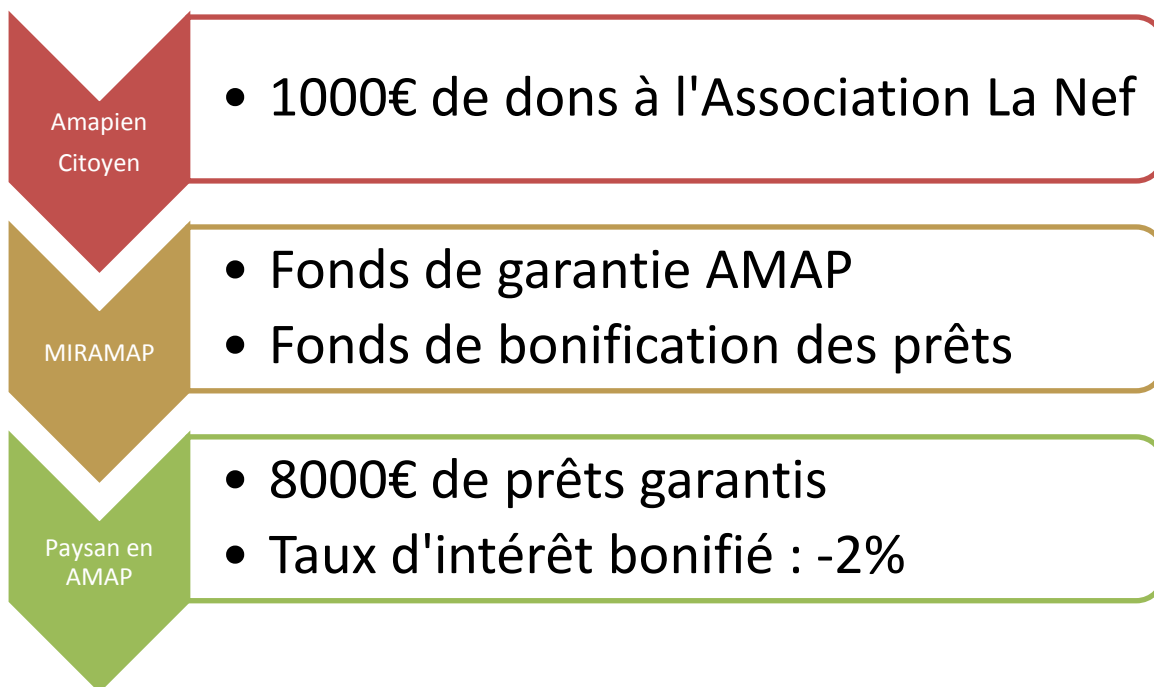 Amapien
Citoyen
• 1000€ de dons à l'Association La Nef
MIRAMAP
• Fonds de garantie AMAP
• Fonds de bonification des prêts
Paysan en
AMAP
• 8000€ de prêts garantis
• Taux d'intérêt bonifié : -2%